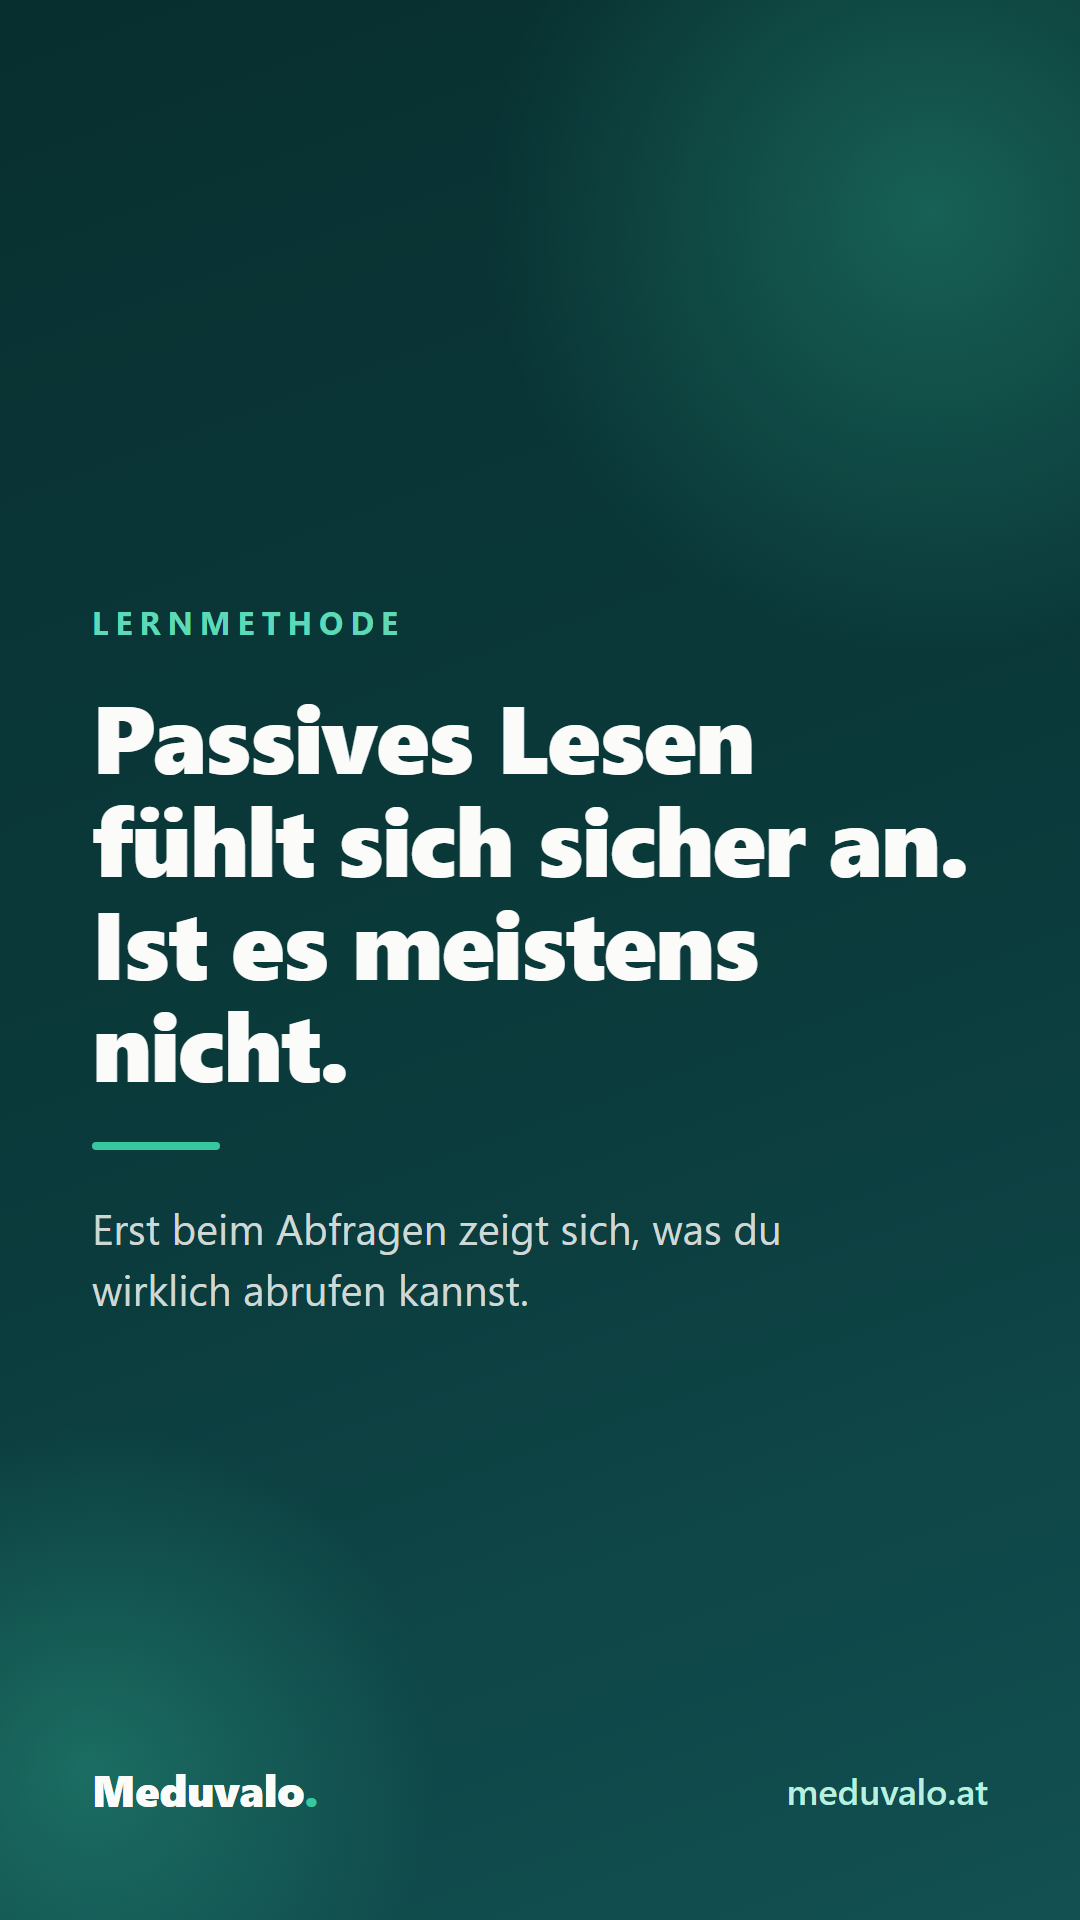 LERNMETHODE
Passives Lesen
fühlt sich sicher an.
Ist es meistens
nicht.
Erst beim Abfragen zeigt sich, was du
wirklich abrufen kannst.
Meduvalo.
meduvalo.at